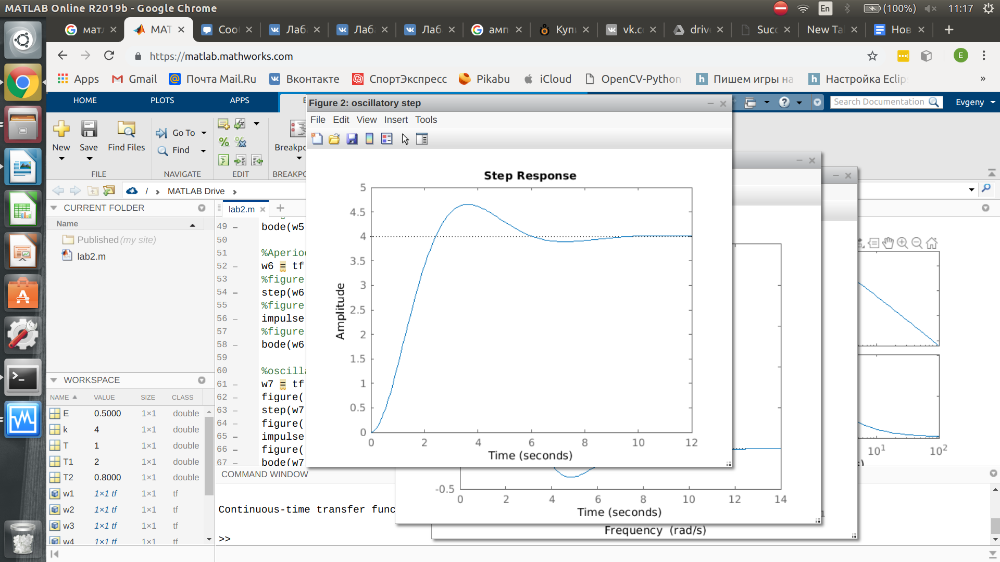 MATLAB Online R2019b - Google Chrome
En (100%) 11:17
мат MAT Соо Лаб Лаб Лаб амп Купи vk.c drive Succ New Ta Нов
https://matlab.mathworks.com
E
Apps Gmail Почта Mail.Ru Вконтакте СпортЭкспресс Pikabu iCloud OpenCV-Python Пишем игры на Настройка Eclip »
HOME PLOTS APPS
Search Documentation Evgeny
Figure 2: oscillatory step
File Edit View Insert Tools
New Save Find Files Go To Find Breakpo
FILE NAVIGATE EDIT BREAKPO
/ MATLAB Drive
CURRENT FOLDER
Name
Published (my site)
lab2.m
lab2.m
49 bode(w5
50
51 %Aperio
52 w6 = tf
53 %figure
54 step(w6
55 %figure
56 impulse
57 %figure
58 bode(w6
59
60 %oscill
61 w7 = tf
62 figure(
63 step(w7
64 figure(
65 impulse
66 figure(
67 bode(w7
WORKSPACE
NAME VALUE SIZE CLASS
E 0.5000 1×1 double
k 4 1×1 double
T 1 1×1 double
T1 2 1×1 double
T2 0.8000 1×1 double
w1 1×1 tf 1×1 tf
w2 1×1 tf 1×1 tf
w3 1×1 tf 1×1 tf
w4 1×1 tf 1×1 tf
Step Response
Amplitude
5
4.5
4
3.5
3
2.5
2
1.5
1
0.5
0
0 2 4 6 8 10 12
Time (seconds)
COMMAND WINDOW
Continuous-time transfer func
>>
-0.5
0 2 4 6 8 10 12 14
Time (seconds)
Frequency (rad/s)
10¹ 10²